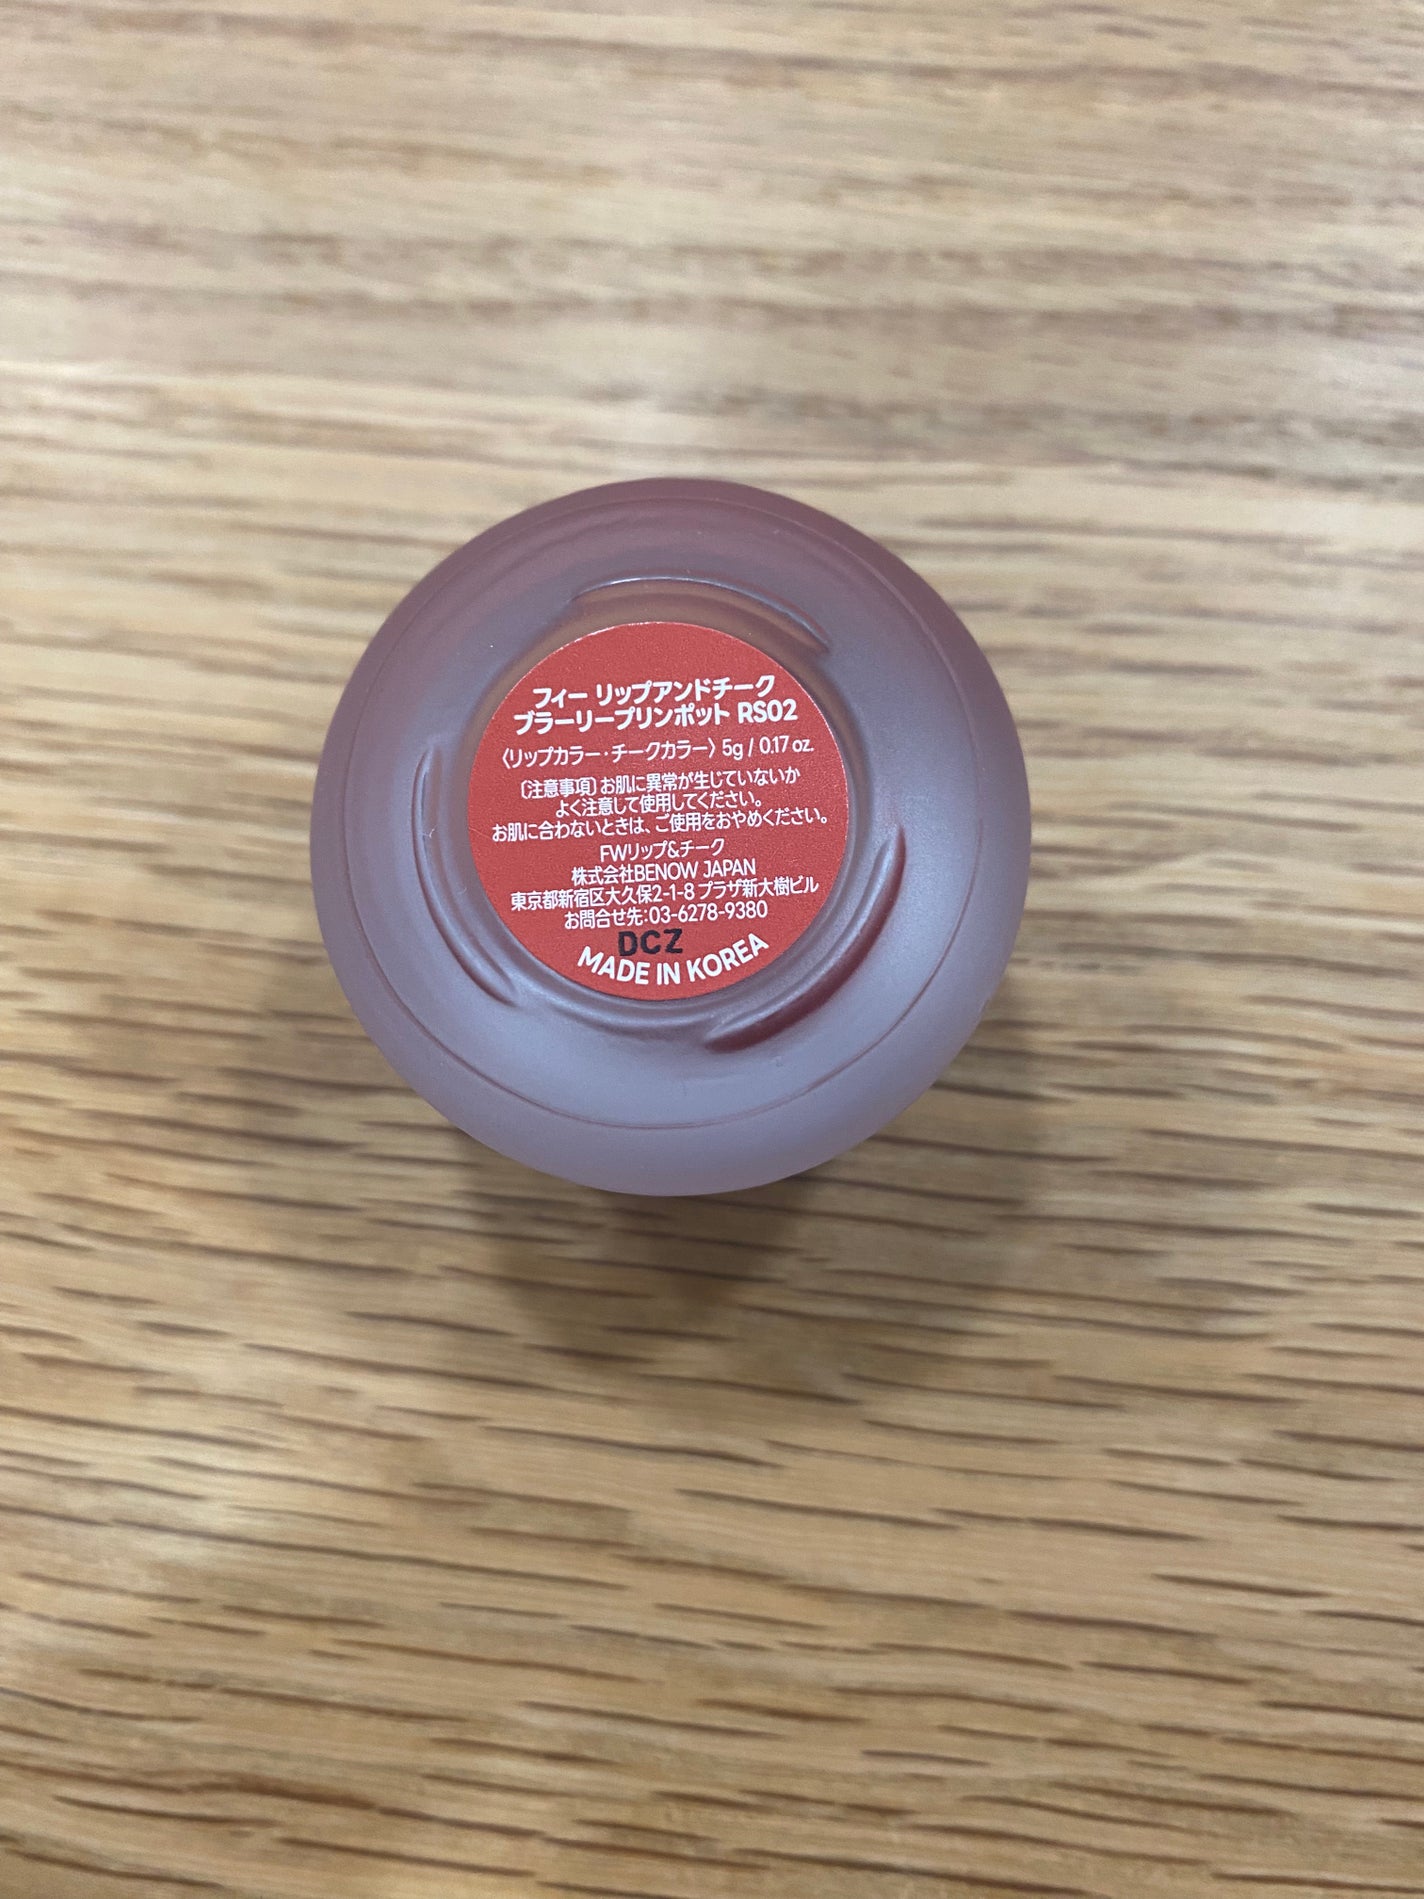 フィー リップアンドチーク
ブラーリープリンポット RS02
〈リップカラー・チークカラー〉 5g / 0.17 oz.
〔注意事項〕お肌に異常が生じていないか
よく注意して使用してください。
お肌に合わないときは、ご使用をおやめください。
FWリップ&チーク
株式会社BENOW JAPAN
東京都新宿区大久保2-1-8 プラザ新大樹ビル
お問合せ先:03-6278-9380
DCZ
MADE IN KOREA